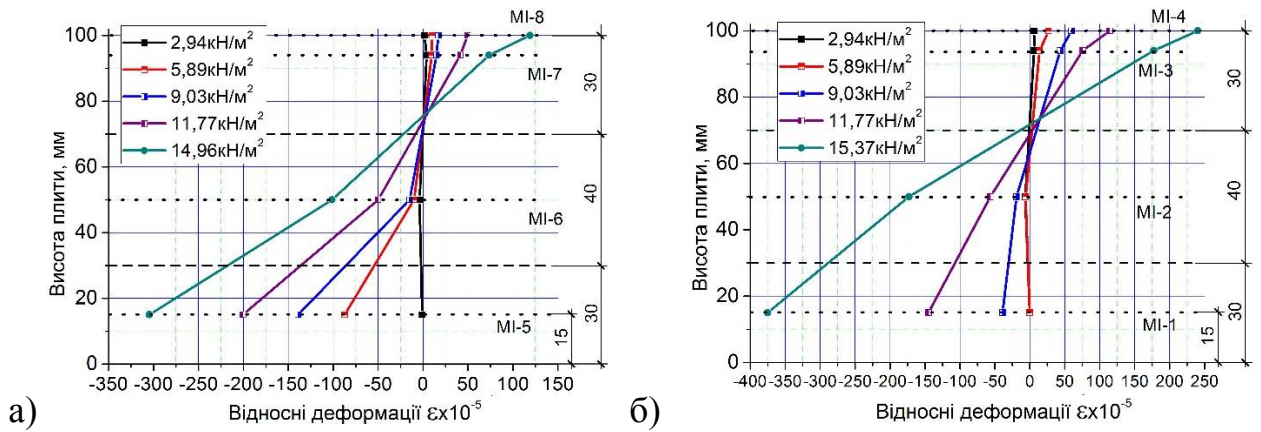 2,94кН/м²
5,89кН/м²
9,03кН/м²
11,77кН/м²
14,96кН/м²
MI-8
MI-7
MI-6
MI-5
30
40
30
15
Висота плити, мм
100
80
60
40
20
0
-350 -300 -250 -200 -150 -100 -50 0 50 100 150
Відносні деформації εx10⁻⁵
а)
2,94кН/м²
5,89кН/м²
9,03кН/м²
11,77кН/м²
15,37кН/м²
MI-4
MI-3
MI-2
MI-1
30
40
30
15
Висота плити, мм
100
80
60
40
20
0
-400 -350 -300 -250 -200 -150 -100 -50 0 50 100 150 200 250
Відносні деформації εx10⁻⁵
б)